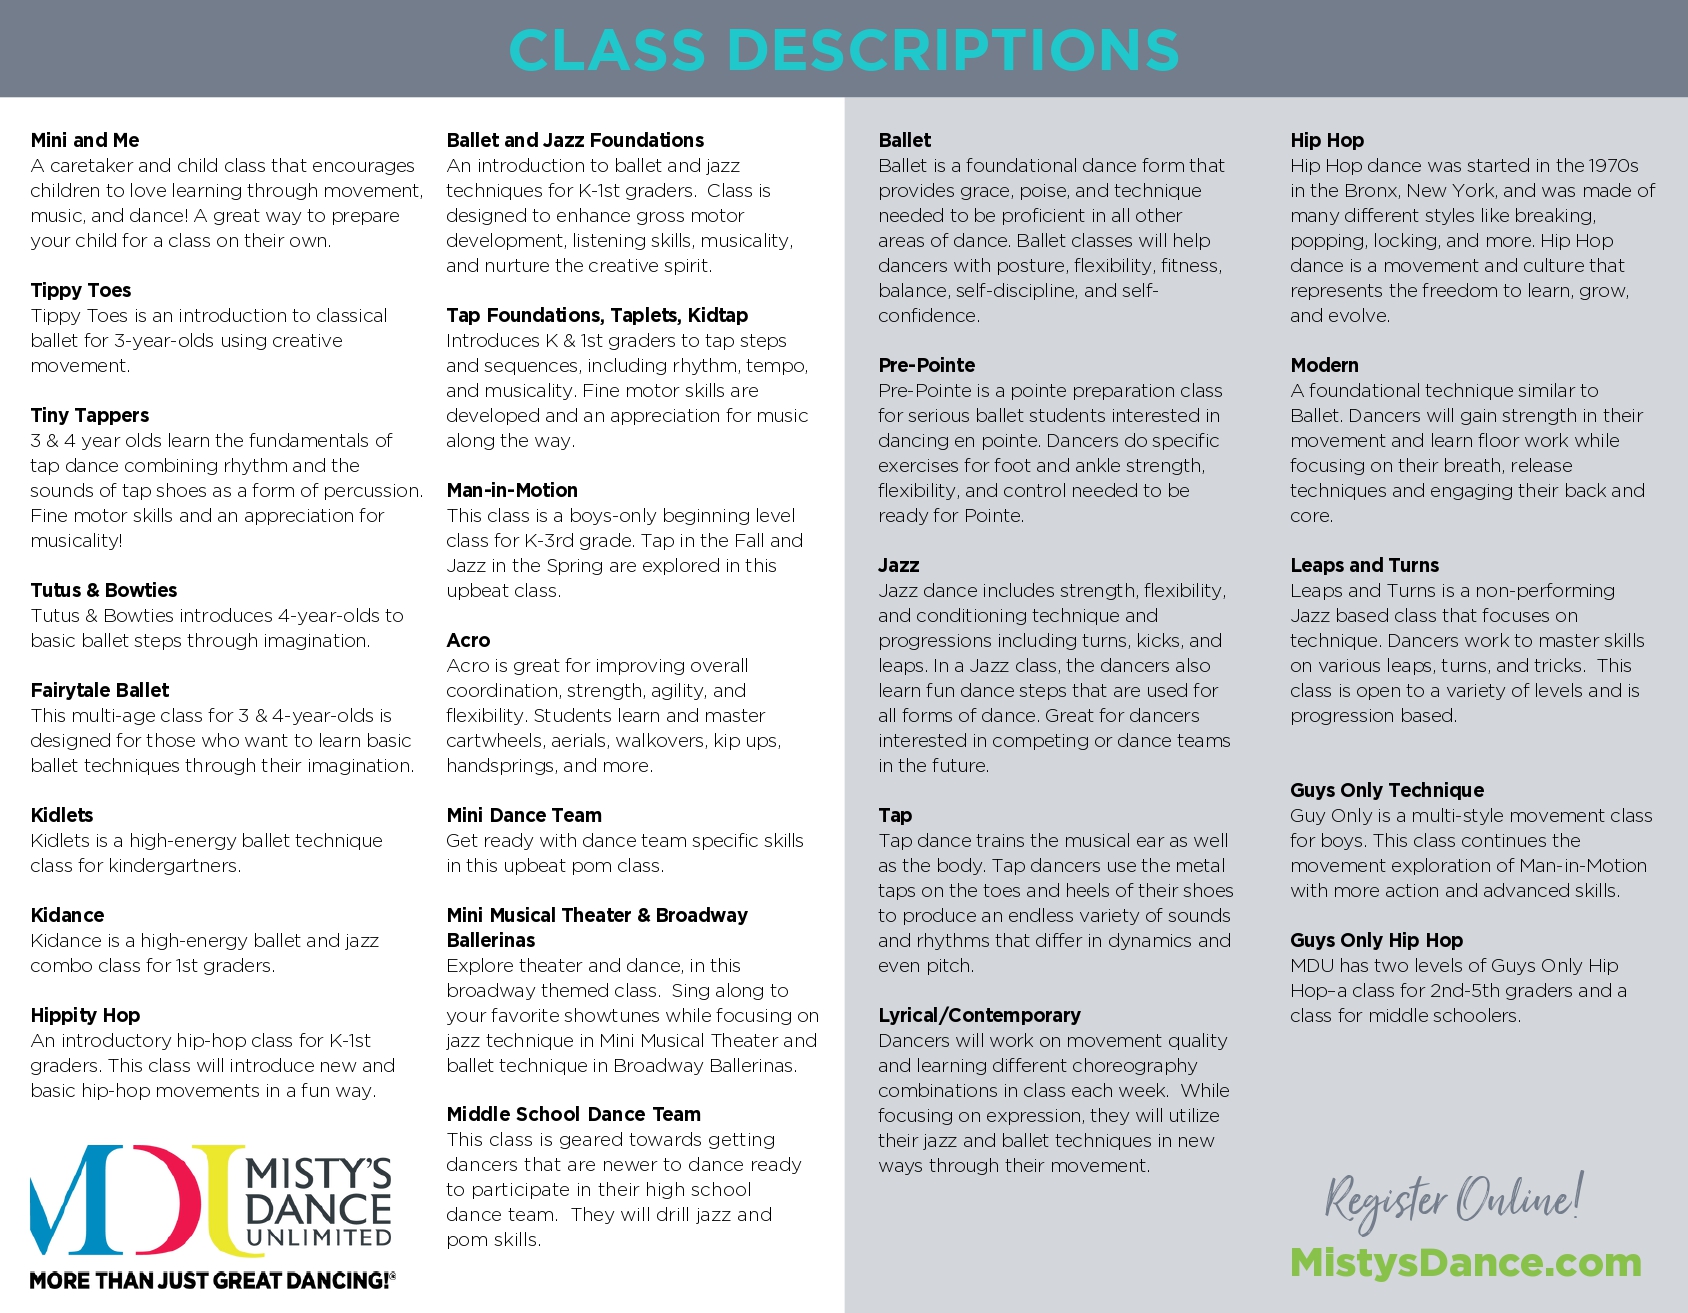 CLASS DESCRIPTIONS
Mini and Me
A caretaker and child class that encourages
children to love learning through movement,
music, and dance! A great way to prepare
your child for a class on their own.
Tippy Toes
Tippy Toes is an introduction to classical
ballet for 3-year-olds using creative
movement.
Tiny Tappers
3 & 4 year olds learn the fundamentals of
tap dance combining rhythm and the
sounds of tap shoes as a form of percussion.
Fine motor skills and an appreciation for
musicality!
Tutus & Bowties
Tutus & Bowties introduces 4-year-olds to
basic ballet steps through imagination.
Fairytale Ballet
This multi-age class for 3 & 4-year-olds is
designed for those who want to learn basic
ballet techniques through their imagination.
Kidlets
Kidlets is a high-energy ballet technique
class for kindergartners.
Kidance
Kidance is a high-energy ballet and jazz
combo class for 1st graders.
Hippity Hop
An introductory hip-hop class for K-1st
graders. This class will introduce new and
basic hip-hop movements in a fun way.
MDU MISTY'S
DANCE
UNLIMITED
MORE THAN JUST GREAT DANCING!®
Ballet and Jazz Foundations
An introduction to ballet and jazz
techniques for K-1st graders.  Class is
designed to enhance gross motor
development, listening skills, musicality,
and nurture the creative spirit.
Tap Foundations, Taplets, Kidtap
Introduces K & 1st graders to tap steps
and sequences, including rhythm, tempo,
and musicality. Fine motor skills are
developed and an appreciation for music
along the way.
Man-in-Motion
This class is a boys-only beginning level
class for K-3rd grade. Tap in the Fall and
Jazz in the Spring are explored in this
upbeat class.
Acro
Acro is great for improving overall
coordination, strength, agility, and
flexibility. Students learn and master
cartwheels, aerials, walkovers, kip ups,
handsprings, and more.
Mini Dance Team
Get ready with dance team specific skills
in this upbeat pom class.
Mini Musical Theater & Broadway
Ballerinas
Explore theater and dance, in this
broadway themed class.  Sing along to
your favorite showtunes while focusing on
jazz technique in Mini Musical Theater and
ballet technique in Broadway Ballerinas.
Middle School Dance Team
This class is geared towards getting
dancers that are newer to dance ready
to participate in their high school
dance team.  They will drill jazz and
pom skills.
Ballet
Ballet is a foundational dance form that
provides grace, poise, and technique
needed to be proficient in all other
areas of dance. Ballet classes will help
dancers with posture, flexibility, fitness,
balance, self-discipline, and self-
confidence.
Pre-Pointe
Pre-Pointe is a pointe preparation class
for serious ballet students interested in
dancing en pointe. Dancers do specific
exercises for foot and ankle strength,
flexibility, and control needed to be
ready for Pointe.
Jazz
Jazz dance includes strength, flexibility,
and conditioning technique and
progressions including turns, kicks, and
leaps. In a Jazz class, the dancers also
learn fun dance steps that are used for
all forms of dance. Great for dancers
interested in competing or dance teams
in the future.
Tap
Tap dance trains the musical ear as well
as the body. Tap dancers use the metal
taps on the toes and heels of their shoes
to produce an endless variety of sounds
and rhythms that differ in dynamics and
even pitch.
Lyrical/Contemporary
Dancers will work on movement quality
and learning different choreography
combinations in class each week.  While
focusing on expression, they will utilize
their jazz and ballet techniques in new
ways through their movement.
Hip Hop
Hip Hop dance was started in the 1970s
in the Bronx, New York, and was made of
many different styles like breaking,
popping, locking, and more. Hip Hop
dance is a movement and culture that
represents the freedom to learn, grow,
and evolve.
Modern
A foundational technique similar to
Ballet. Dancers will gain strength in their
movement and learn floor work while
focusing on their breath, release
techniques and engaging their back and
core.
Leaps and Turns
Leaps and Turns is a non-performing
Jazz based class that focuses on
technique. Dancers work to master skills
on various leaps, turns, and tricks.  This
class is open to a variety of levels and is
progression based.
Guys Only Technique
Guy Only is a multi-style movement class
for boys. This class continues the
movement exploration of Man-in-Motion
with more action and advanced skills.
Guys Only Hip Hop
MDU has two levels of Guys Only Hip
Hop–a class for 2nd-5th graders and a
class for middle schoolers.
Register Online!
MistysDance.com